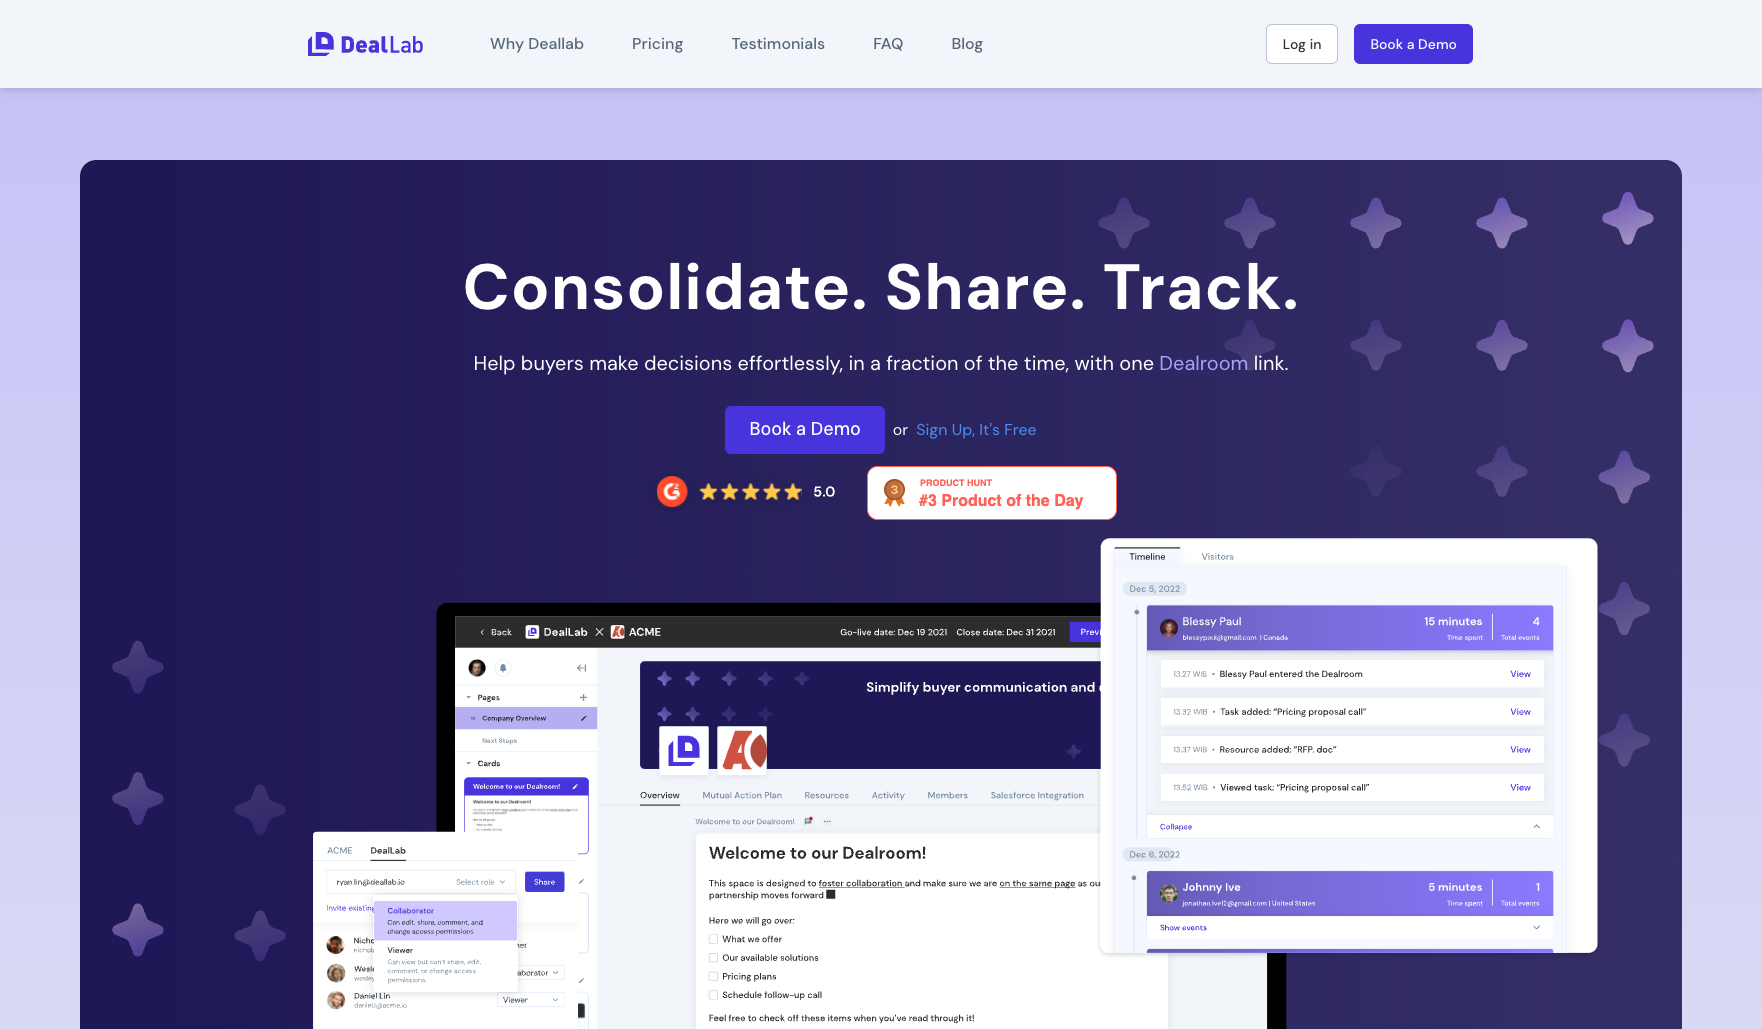 DealLab
Why Deallab
Pricing
Testimonials
FAQ
Blog
Log in
Book a Demo
Consolidate. Share. Track.
Help buyers make decisions effortlessly, in a fraction of the time, with one Dealroom link.
Book a Demo or Sign Up, It's Free
5.0
3
PRODUCT HUNT
#3 Product of the Day
Back DealLab ACME
Go-live date: Dec 19 2021 Close date: Dec 31 2021
Pages
Company Overview
Next Steps
Cards
Welcome to our Dealroom!
Welcome to our Dealroom!
Simplify buyer communication and
Overview Mutual Action Plan Resources Activity Members Salesforce Integration
Welcome to our Dealroom!
Welcome to our Dealroom!
This space is designed to foster collaboration and make sure we are on the same page as our
partnership moves forward
Here we will go over:
What we offer
Our available solutions
Pricing plans
Schedule follow-up call
Feel free to check off these items when you've read through it!
ACME DealLab
ryan.lin@deallab.io Select role Share
Invite existing
Collaborator
Can edit, share, comment, and
change access permissions
Viewer
Can view but can't share, edit,
comment, or change access
permissions.
Daniel Lin
daniel.l@acme.io
Viewer
Timeline Visitors
Dec 5, 2022
Blessy Paul
blessypaul@gmail.com | Canada
15 minutes
Time spent
4
Total events
13.27 WIB • Blessy Paul entered the Dealroom View
13.32 WIB • Task added: “Pricing proposal call” View
13.37 WIB • Resource added: “RFP. doc” View
13.52 WIB • Viewed task: “Pricing proposal call” View
Collapse
Dec 6, 2022
Johnny Ive
jonathan.ive12@gmail.com | United States
5 minutes
Time spent
1
Total events
Show events